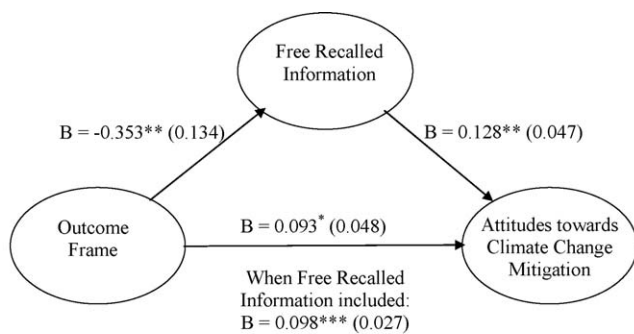 Free Recalled
Information
B = -0.353** (0.134)
B = 0.128** (0.047)
Outcome
Frame
B = 0.093* (0.048)
Attitudes towards
Climate Change
Mitigation
When Free Recalled
Information included:
B = 0.098*** (0.027)